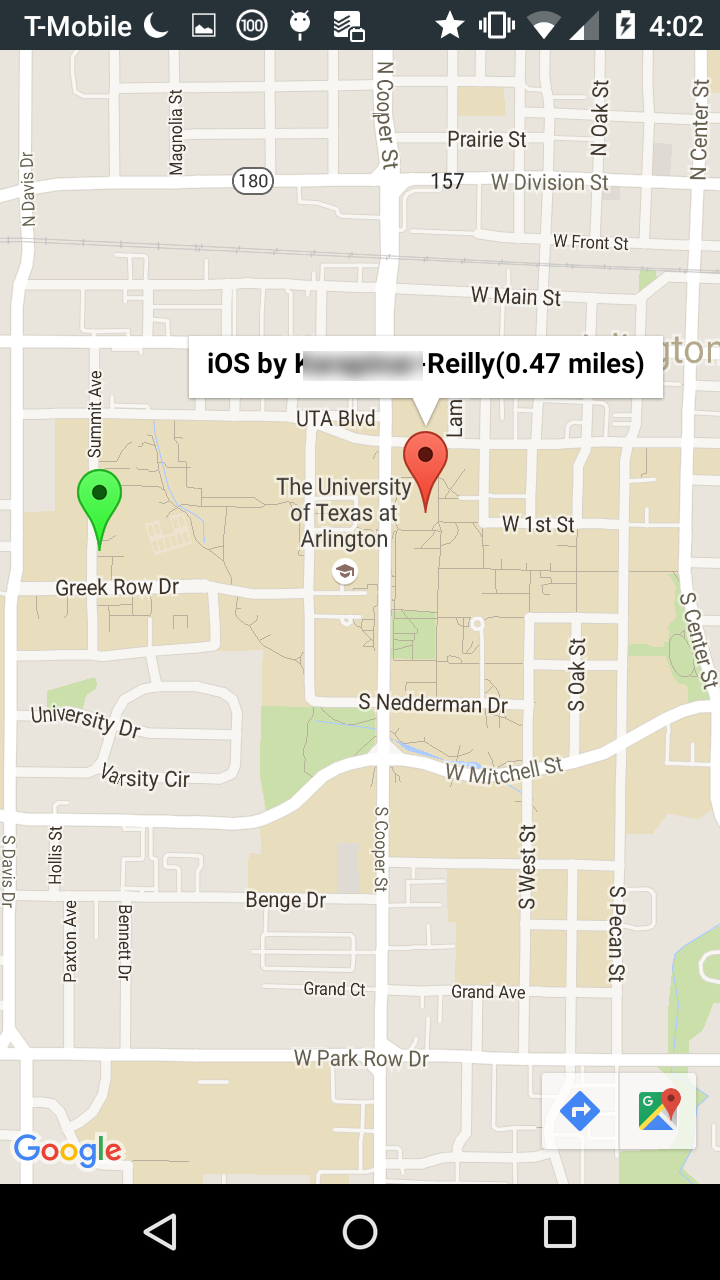 T-Mobile 100 4:02
N Cooper St
Magnolia St
N Oak St
N Center St
Prairie St
N Davis Dr
180
157 W Division St
W Front St
W Main St
iOS by -Reilly(0.47 miles)
gton
Summit Ave
UTA Blvd
Lam
The University
of Texas at
Arlington
W 1st St
Greek Row Dr
S Center St
S Oak St
S Nedderman Dr
University Dr
Varsity Cir
W Mitchell St
S Davis Dr
Hollis St
S Cooper St
S West St
Benge Dr
S Pecan St
Paxton Ave
Bennett Dr
Grand Ct
Grand Ave
W Park Row Dr
G
Google